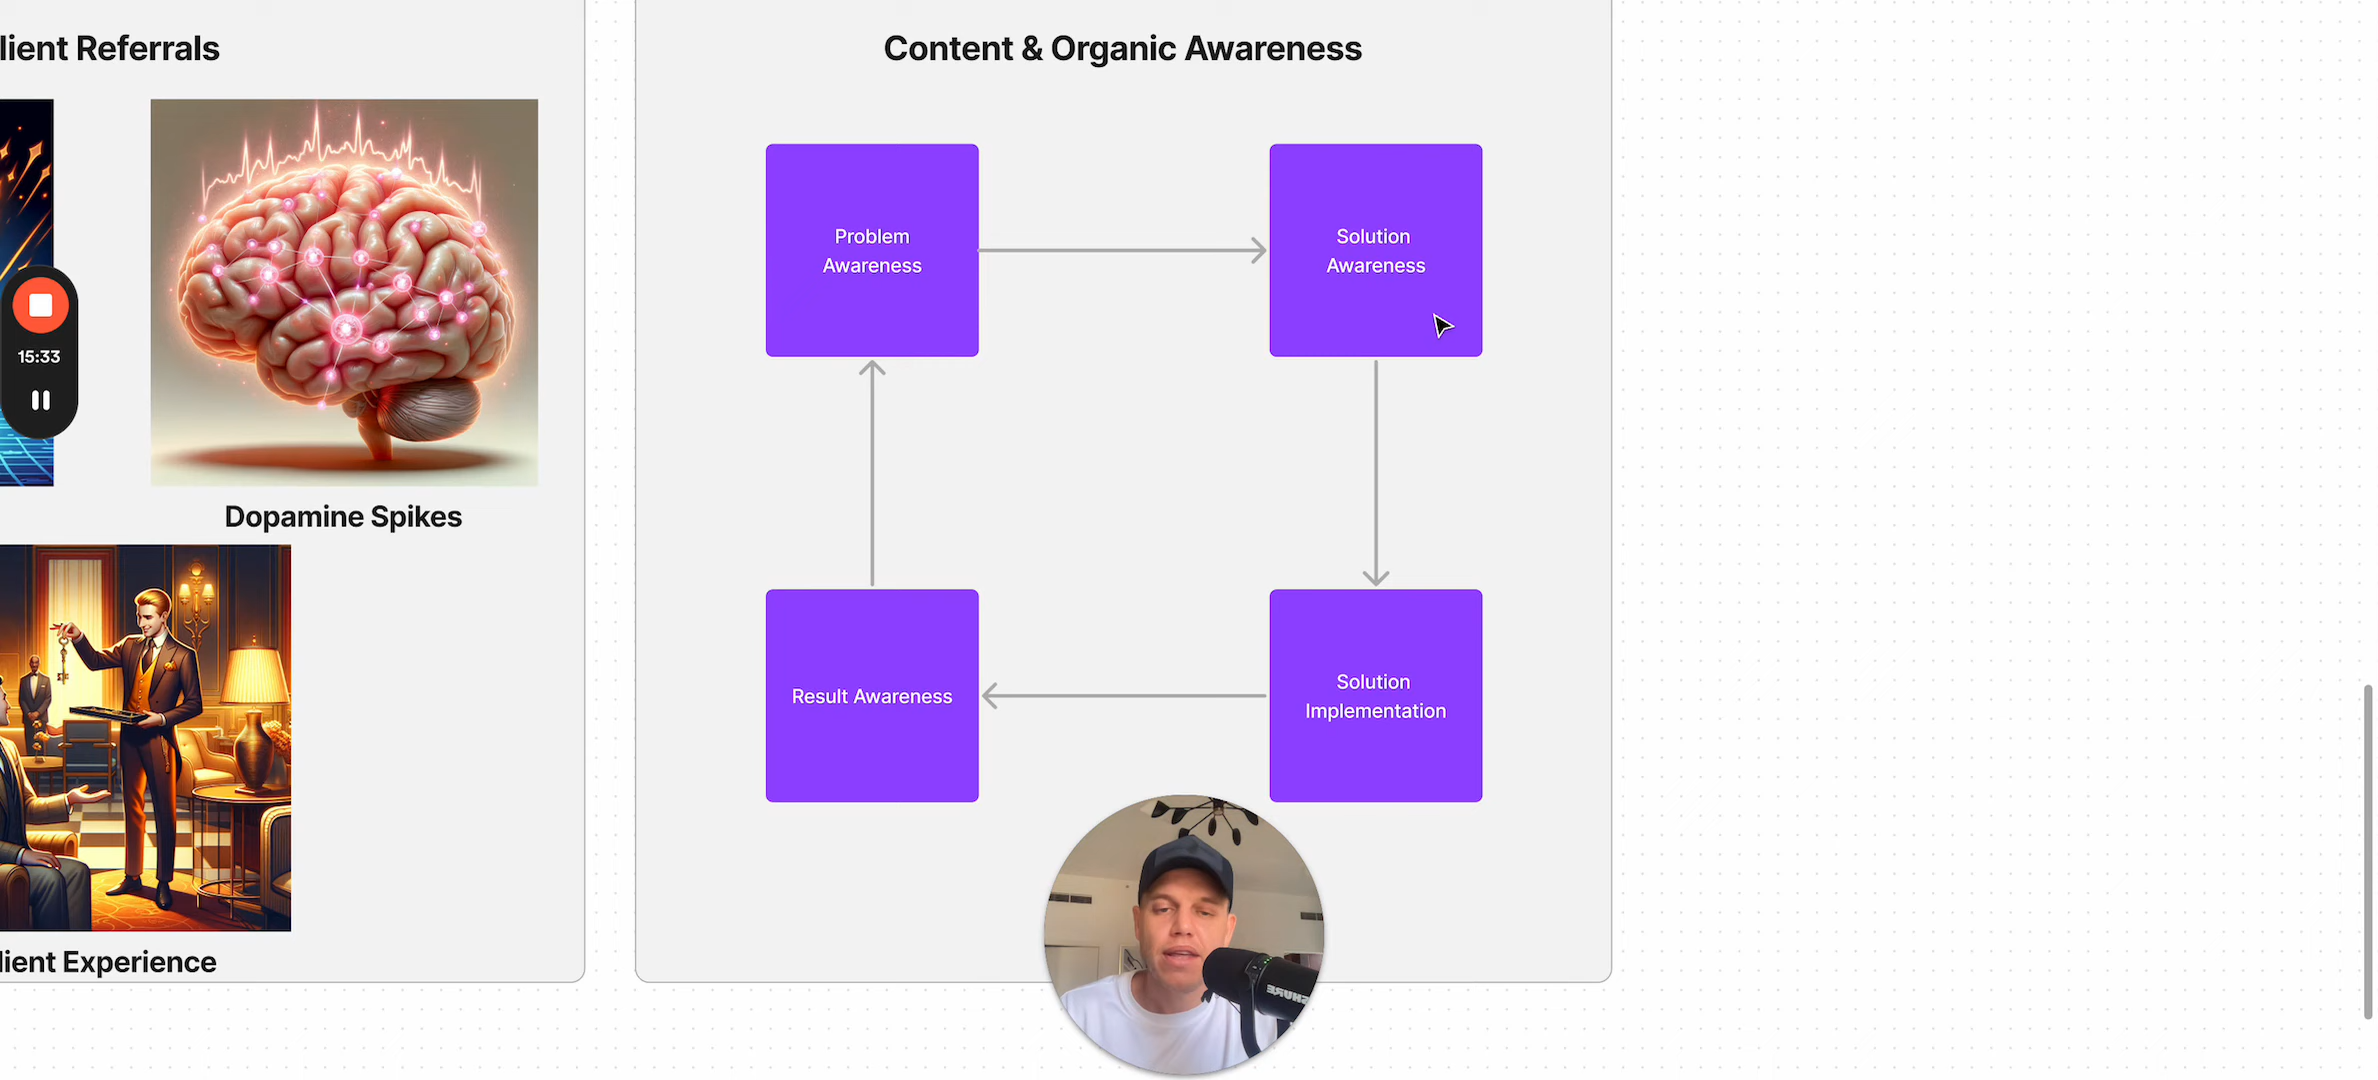 lient Referrals
Dopamine Spikes
lient Experience
15:33
Content & Organic Awareness
Problem
Awareness
Solution
Awareness
Result Awareness
Solution
Implementation
SHURE